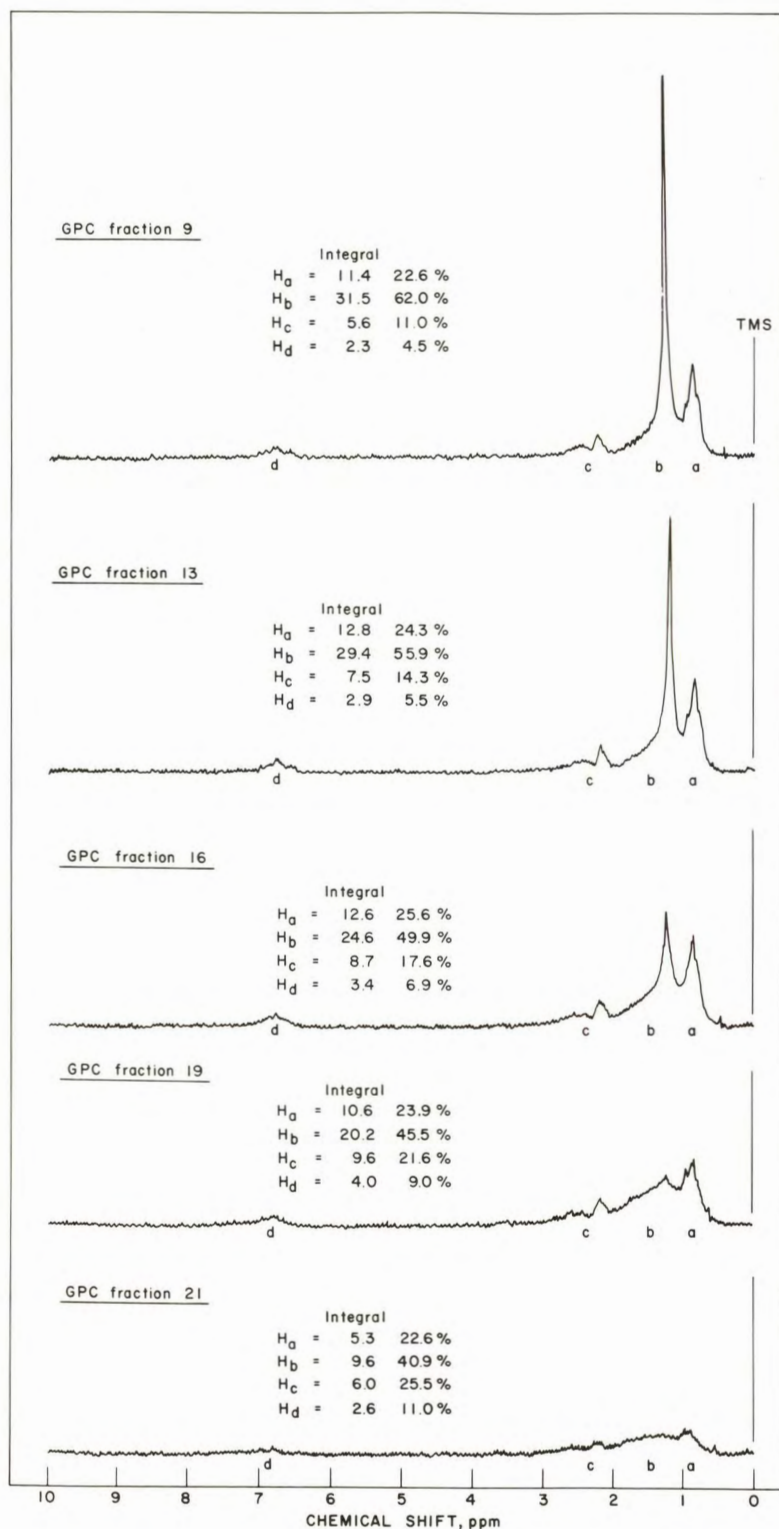 GPC fraction 9
Integral
Ha = 11.4 22.6 %
Hb = 31.5 62.0 %
Hc = 5.6 11.0 %
Hd = 2.3 4.5 %
TMS
d c b a
GPC fraction 13
Integral
Ha = 12.8 24.3 %
Hb = 29.4 55.9 %
Hc = 7.5 14.3 %
Hd = 2.9 5.5 %
d c b a
GPC fraction 16
Integral
Ha = 12.6 25.6 %
Hb = 24.6 49.9 %
Hc = 8.7 17.6 %
Hd = 3.4 6.9 %
d c b a
GPC fraction 19
Integral
Ha = 10.6 23.9 %
Hb = 20.2 45.5 %
Hc = 9.6 21.6 %
Hd = 4.0 9.0 %
d c b a
GPC fraction 21
Integral
Ha = 5.3 22.6 %
Hb = 9.6 40.9 %
Hc = 6.0 25.5 %
Hd = 2.6 11.0 %
d c b a
10 9 8 7 6 5 4 3 2 1 0
CHEMICAL SHIFT, ppm